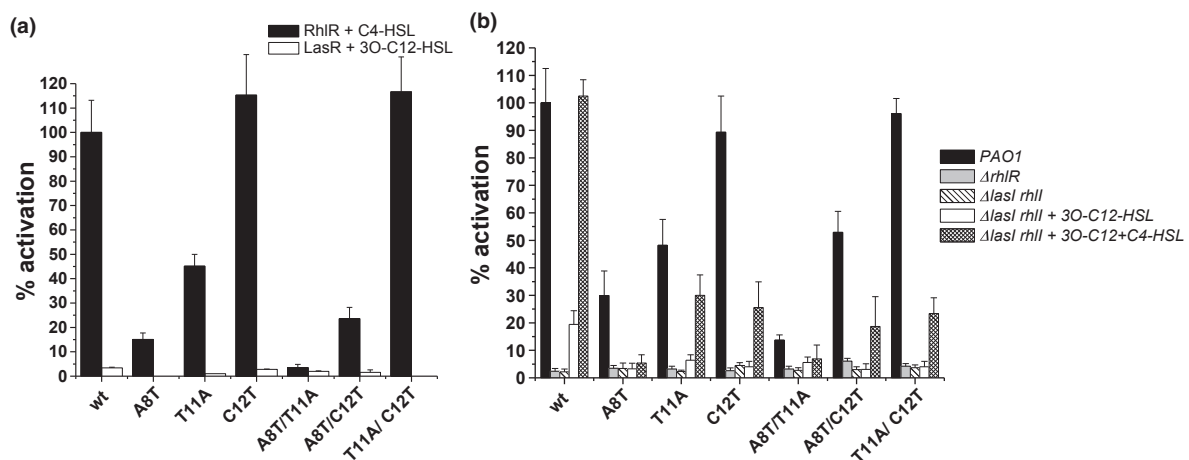 (a)
RhlR + C4-HSL
LasR + 3O-C12-HSL
% activation
120
110
100
90
80
70
60
50
40
30
20
10
0
wt
A8T
T11A
C12T
A8T/T11A
A8T/C12T
T11A/ C12T
(b)
% activation
120
110
100
90
80
70
60
50
40
30
20
10
0
wt
A8T
T11A
C12T
A8T/T11A
A8T/C12T
T11A/ C12T
PAO1
ΔrhlR
ΔlasI rhlI
ΔlasI rhlI + 3O-C12-HSL
ΔlasI rhlI + 3O-C12+C4-HSL